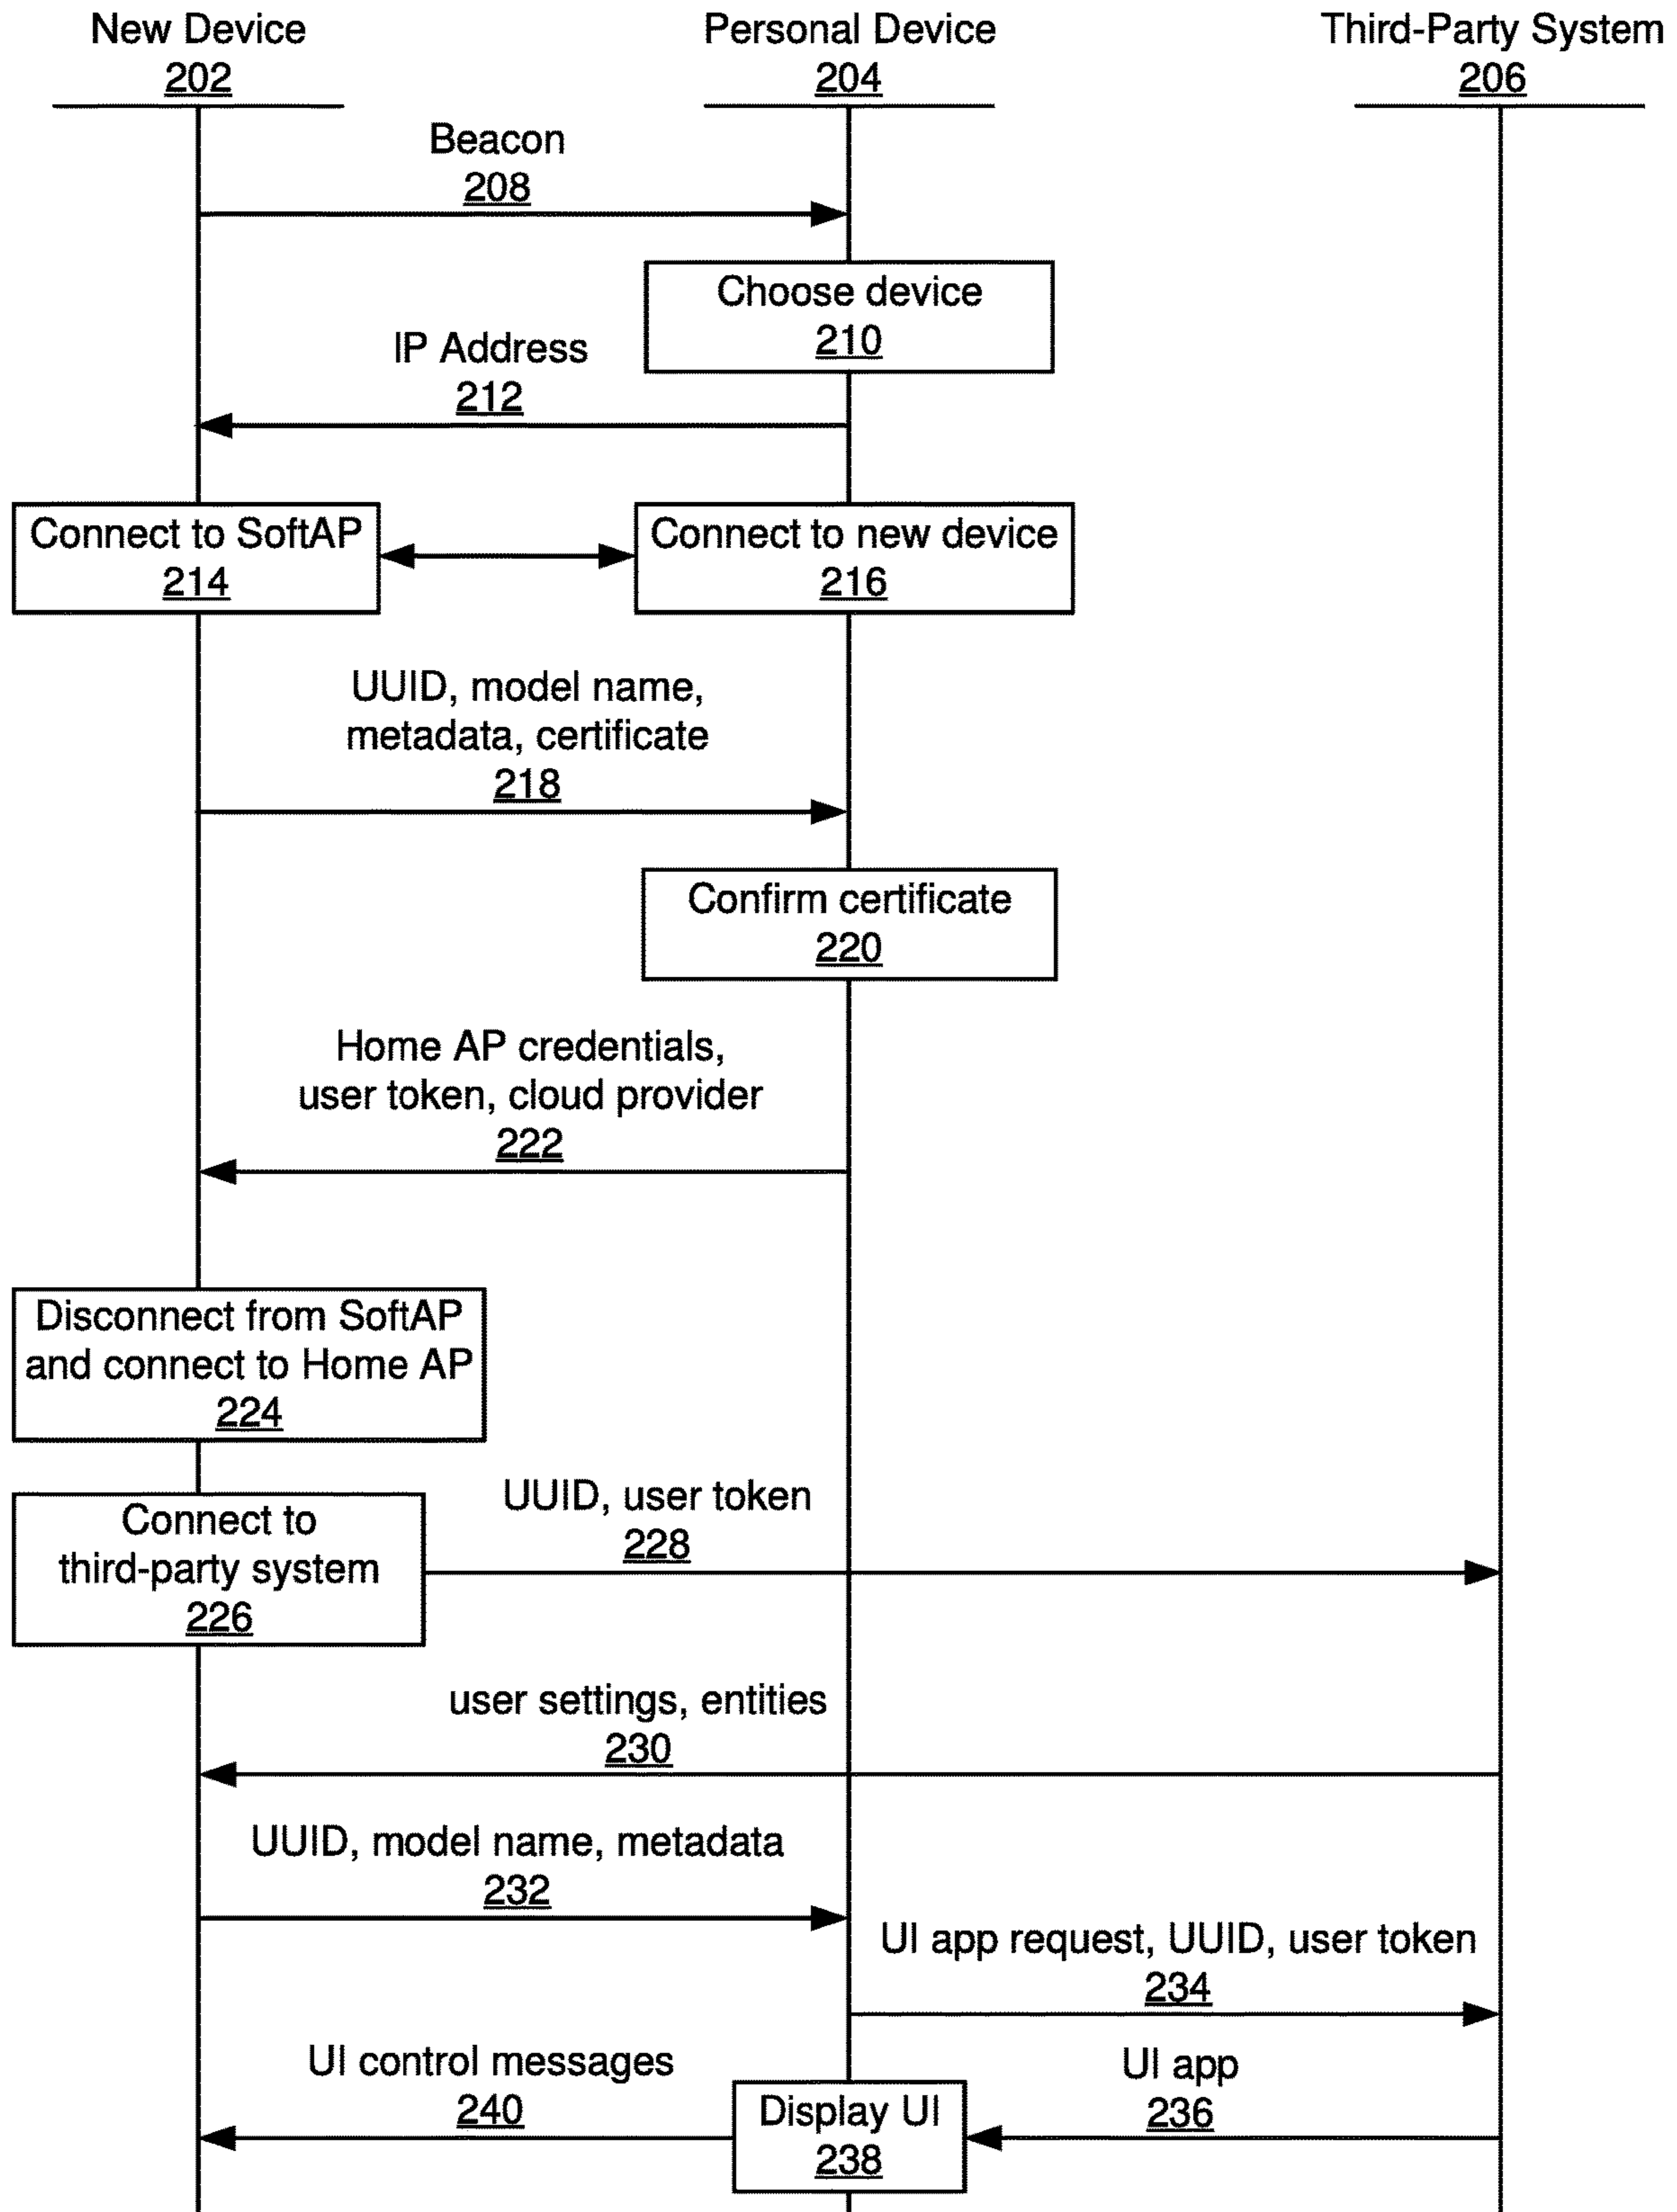 New Device
202
Personal Device
204
Third-Party System
206
Beacon
208
Choose device
210
IP Address
212
Connect to SoftAP
214
Connect to new device
216
UUID, model name,
metadata, certificate
218
Confirm certificate
220
Home AP credentials,
user token, cloud provider
222
Disconnect from SoftAP
and connect to Home AP
224
Connect to
third-party system
226
UUID, user token
228
user settings, entities
230
UUID, model name, metadata
232
UI app request, UUID, user token
234
UI control messages
240
Display UI
238
UI app
236